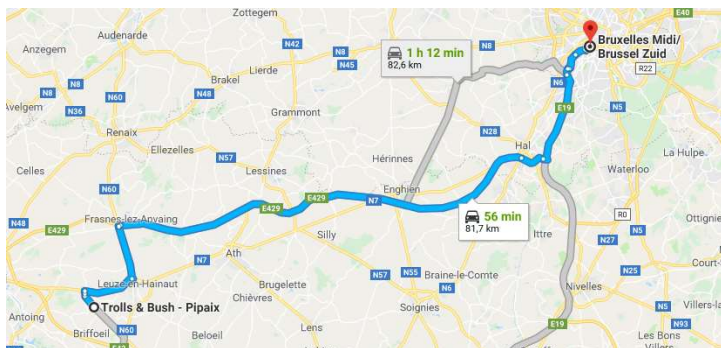 Zottegem
E40
Anzegem
Audenarde
N42
N8
N8
1 h 12 min
82,6 km
N8
Bruxelles Midi/
Brussel Zuid
Lierde
N45
R22
N60
Brakel
N6
N8
Avelgem
N48
N5
N36
Grammont
E19
Renaix
N28
La Hulpe
Ellezelles
Hal
Celles
N57
Hérinnes
Waterloo
Lessines
N60
E429
Enghien
N7
N48
Frasnes-lez-Anvaing
E429
56 min
81,7 km
R0
Ottignie
E429
Silly
Ittre
N7
Ath
N27
Court-S
N57
N55
Braine-le-Comte
N25
Leuze-en-Hainaut
Brugelette
N6
Nivelles
Chièvres
Trolls & Bush - Pipaix
Soignies
N5
Villers-la
Antoing
E19
N93
Briffoeil
N60
Beloeil
Lens
Les Bons
E42